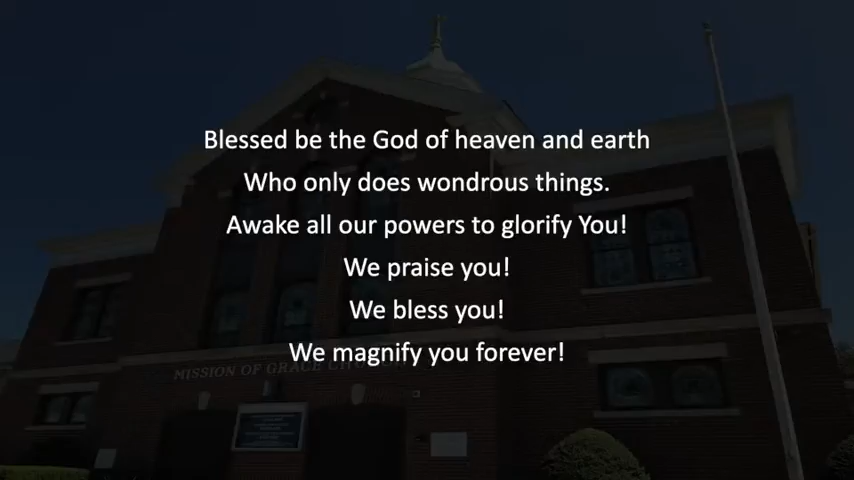 Blessed be the God of heaven and earth
Who only does wondrous things.
Awake all our powers to glorify You!
We praise you!
We bless you!
We magnify you forever!
MISSION OF GRACE CHURCH